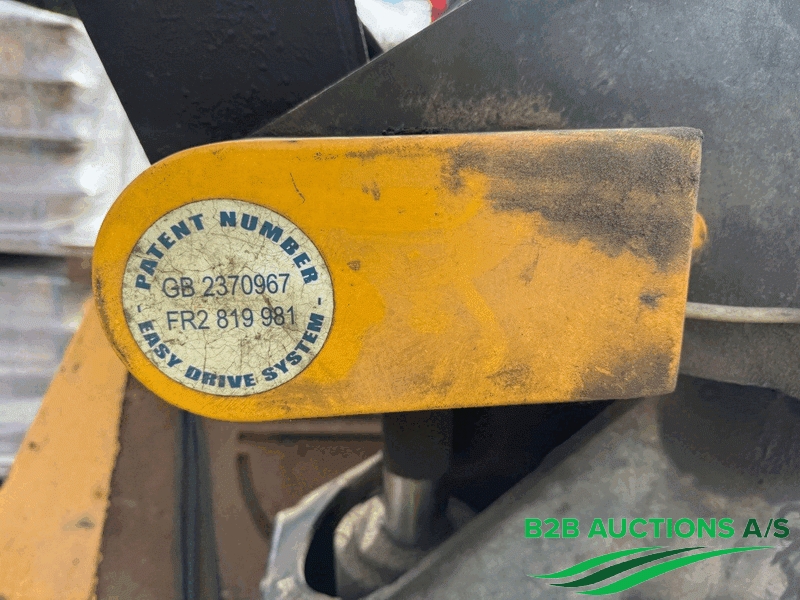 PATENT NUMBER
GB 2370967
FR2 819 981
- EASY DRIVE SYSTEM -
B2B AUCTIONS A/S